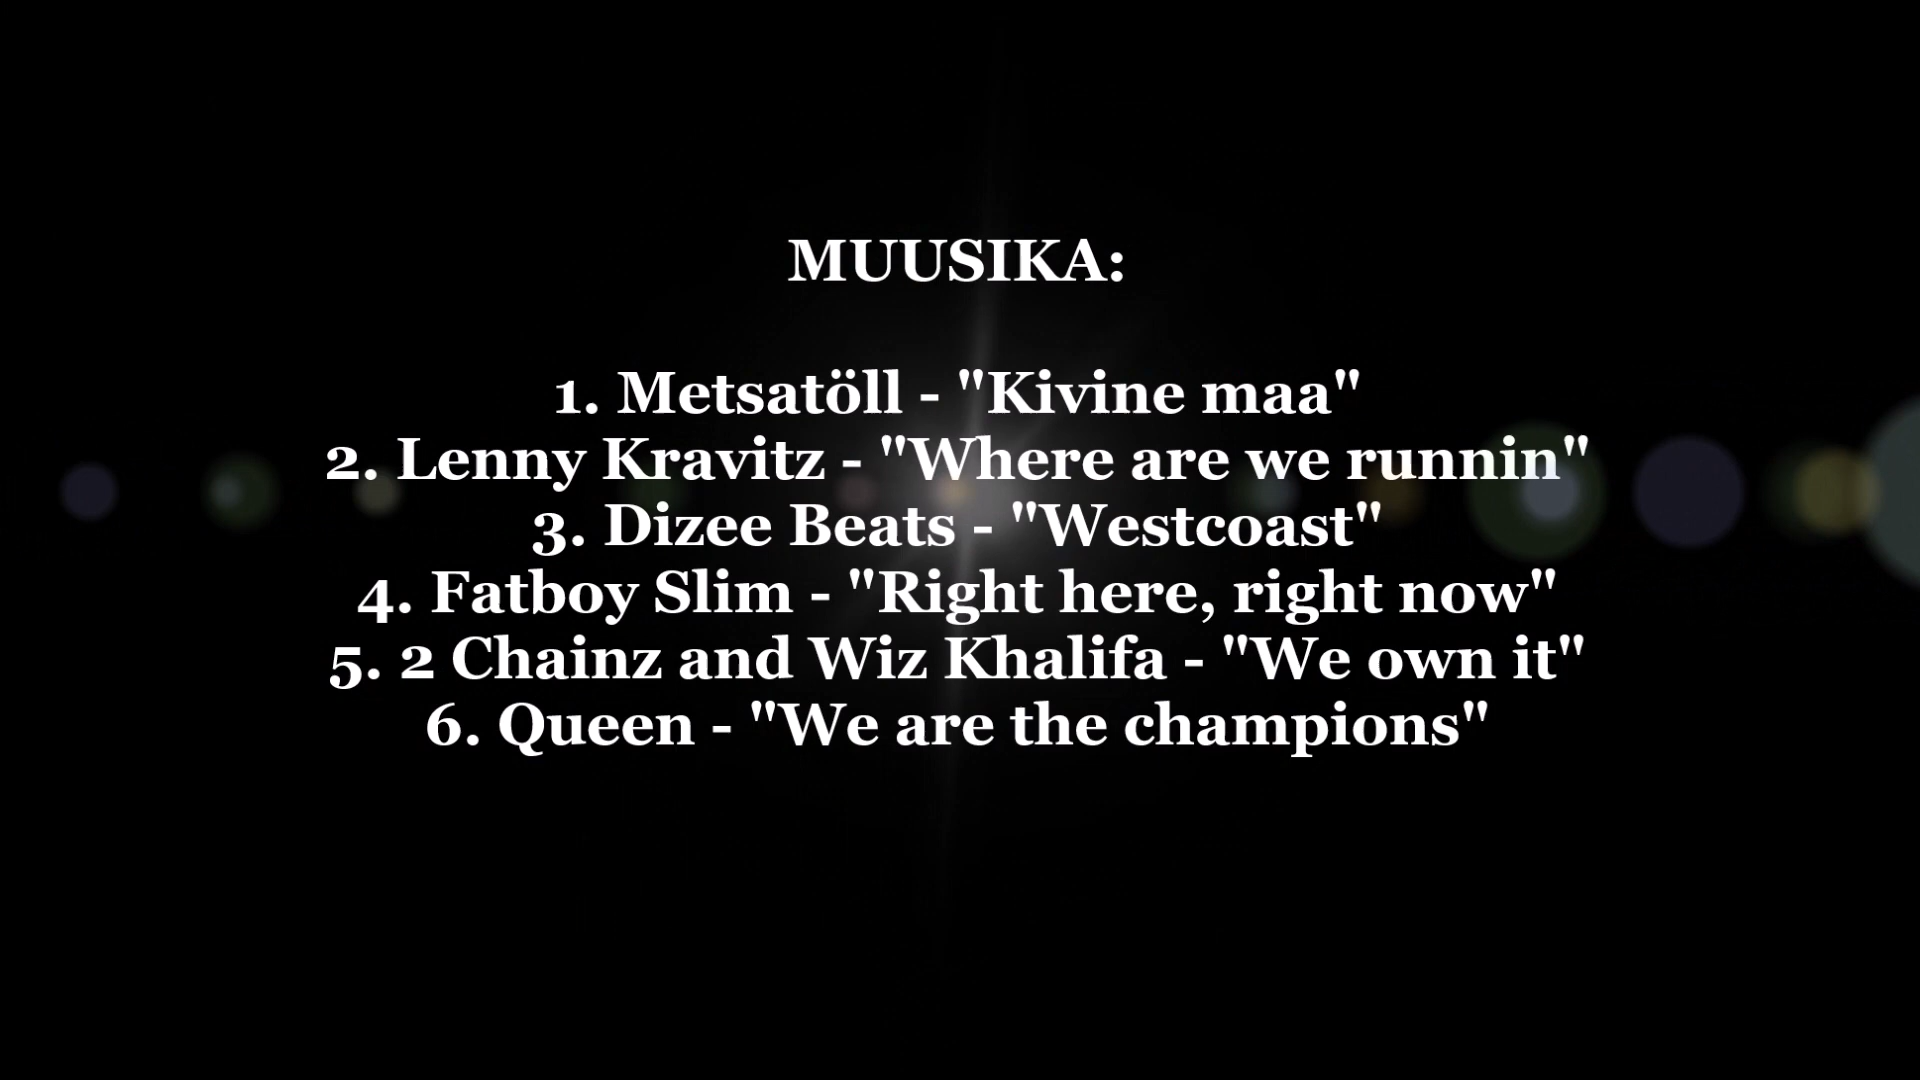 MUUSIKA:
1. Metsatöll - "Kivine maa"
2. Lenny Kravitz - "Where are we runnin"
3. Dizee Beats - "Westcoast"
4. Fatboy Slim - "Right here, right now"
5. 2 Chainz and Wiz Khalifa - "We own it"
6. Queen - "We are the champions"